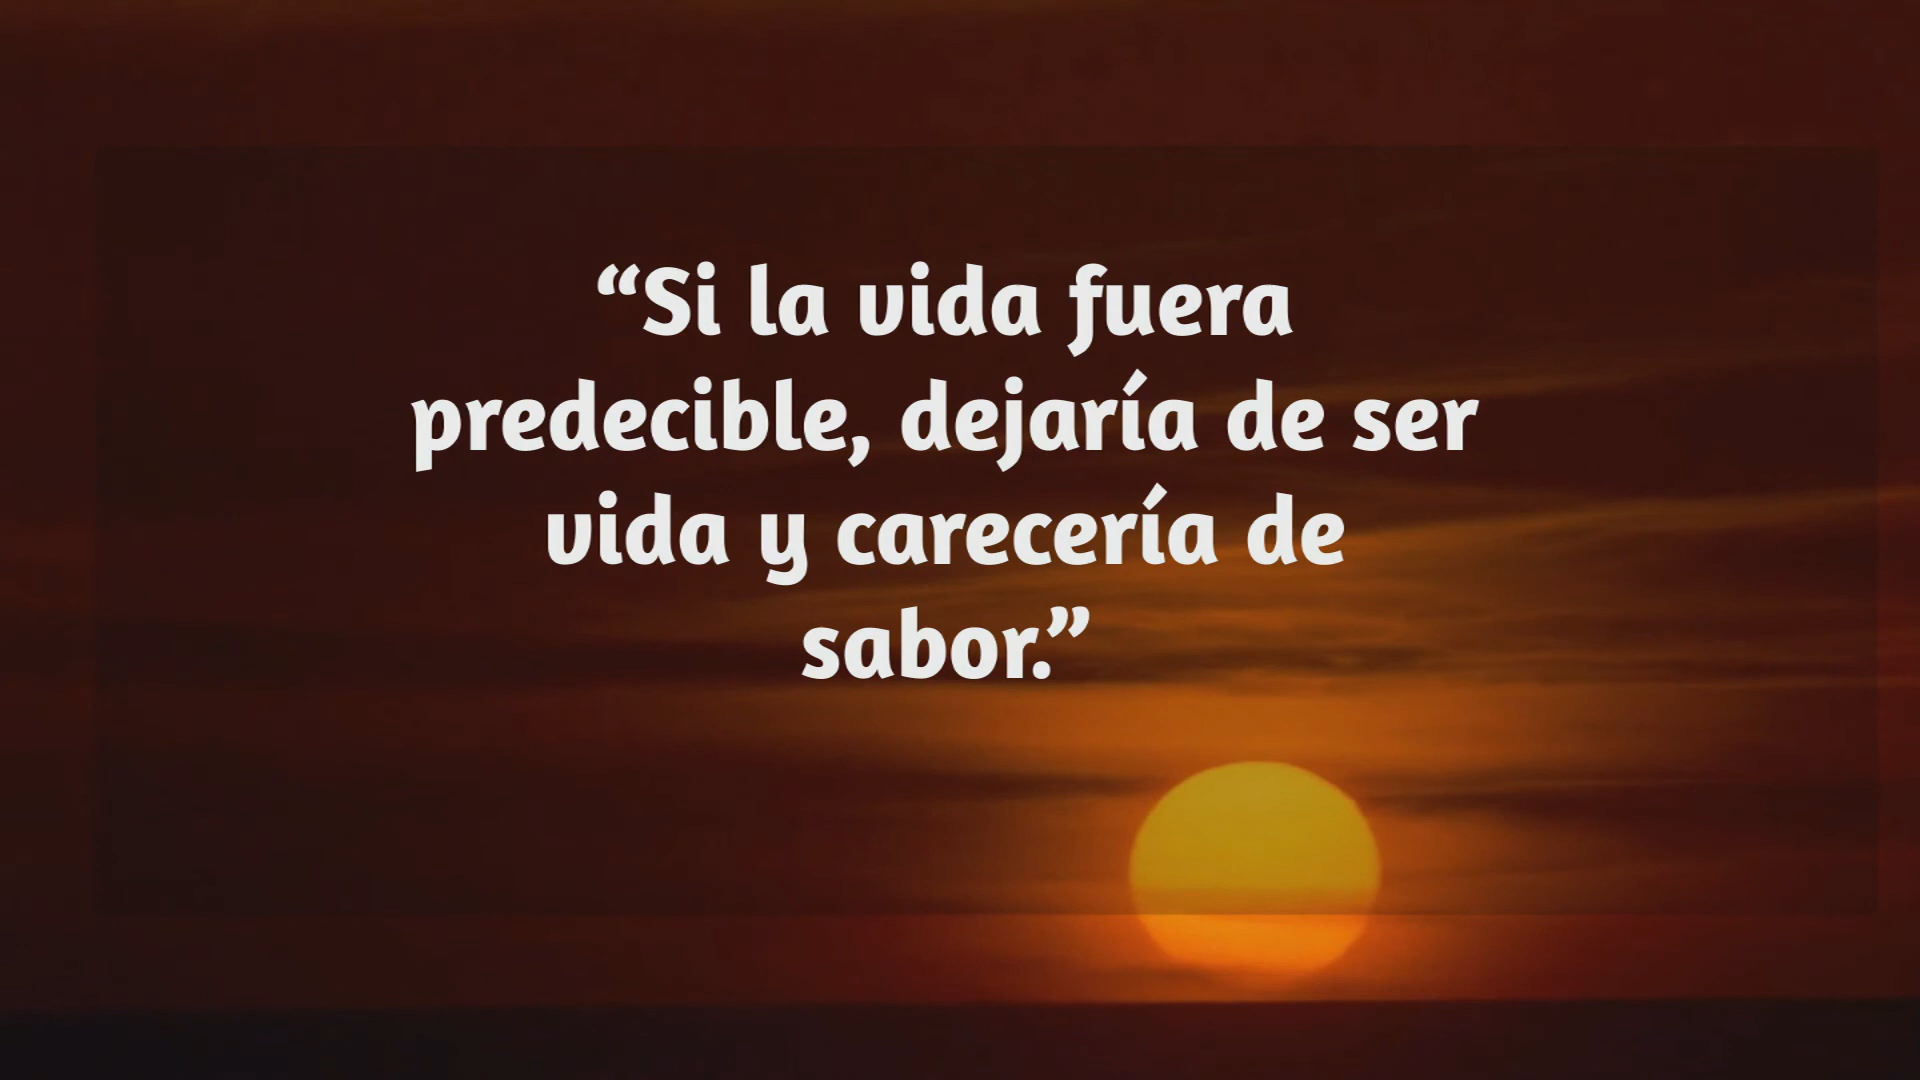 “Si la vida fuera
predecible, dejaría de ser
vida y carecería de
sabor.”